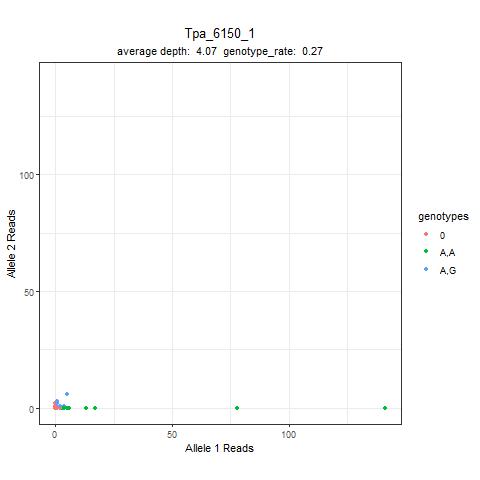 Tpa_6150_1
average depth: 4.07 genotype_rate: 0.27
Allele 2 Reads
100
50
0
0 50 100
Allele 1 Reads
genotypes
0
A,A
A,G